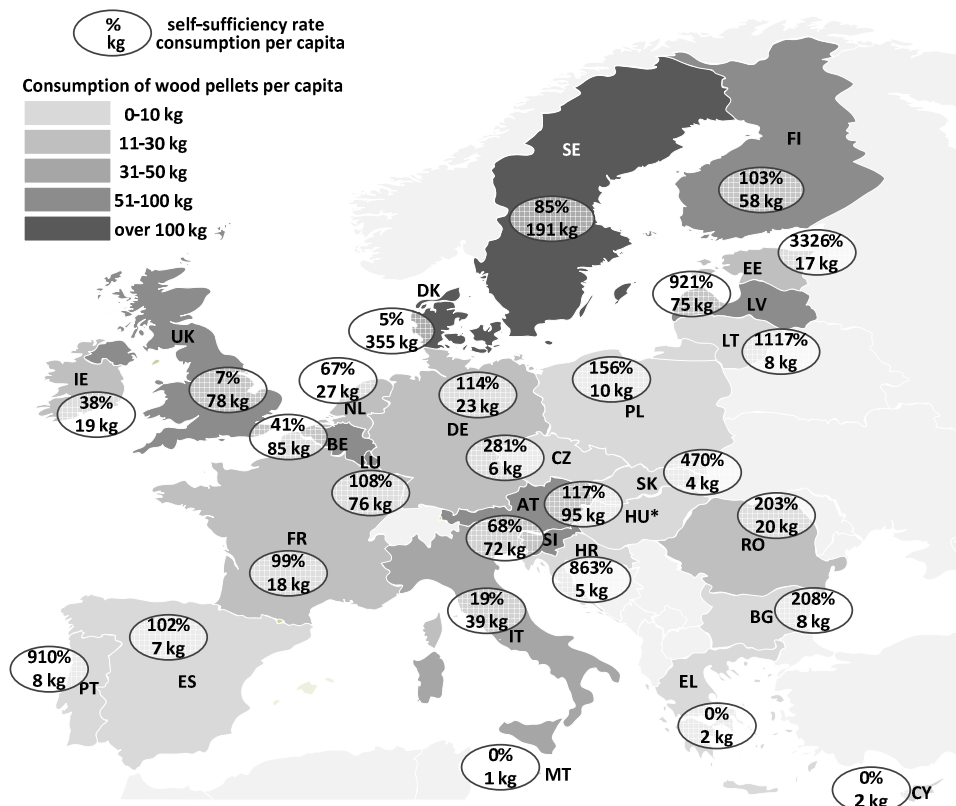 %
kg
self-sufficiency rate
consumption per capita
Consumption of wood pellets per capita
0-10 kg
11-30 kg
31-50 kg
51-100 kg
over 100 kg
SE
85%
191 kg
FI
103%
58 kg
3326%
17 kg
EE
921%
75 kg
LV
DK
5%
355 kg
LT
1117%
8 kg
UK
7%
78 kg
IE
38%
19 kg
67%
27 kg
NL
114%
23 kg
DE
156%
10 kg
PL
41%
85 kg
BE
LU
108%
76 kg
281%
6 kg
CZ
SK
470%
4 kg
AT
117%
95 kg
HU*
203%
20 kg
RO
68%
72 kg
SI
HR
863%
5 kg
FR
99%
18 kg
19%
39 kg
IT
BG
208%
8 kg
102%
7 kg
ES
910%
8 kg
PT
EL
0%
2 kg
0%
1 kg
MT
0%
2 kg
CY